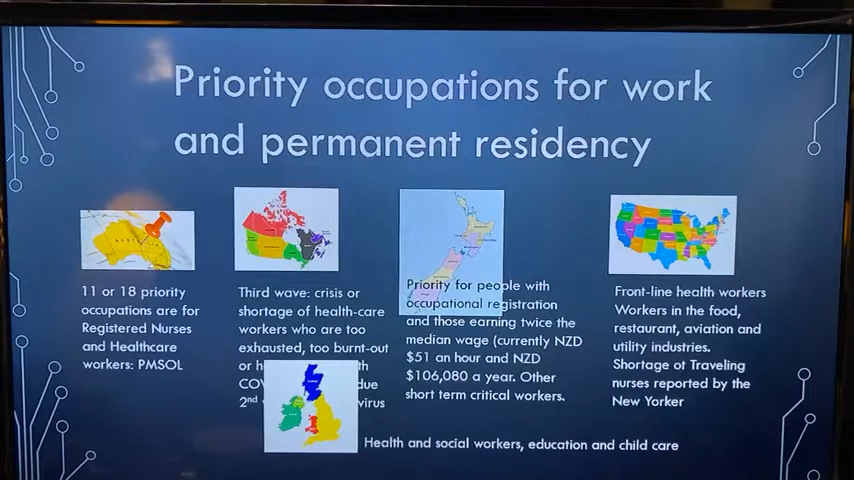 Priority occupations for work
and permanent residency
11 or 18 priority
occupations are for
Registered Nurses
and Healthcare
workers: PMSOL
Third wave: crisis or
shortage of health-care
workers who are too
exhausted, too burnt-out
or
COV due
2nd virus
Priority for people with
occupational registration
and those earning twice the
median wage (currently NZD
$51 an hour and NZD
$106,080 a year. Other
short term critical workers.
Front-line health workers
Workers in the food,
restaurant, aviation and
utility industries.
Shortage ot Traveling
nurses reported by the
New Yorker
Health and social workers, education and child care